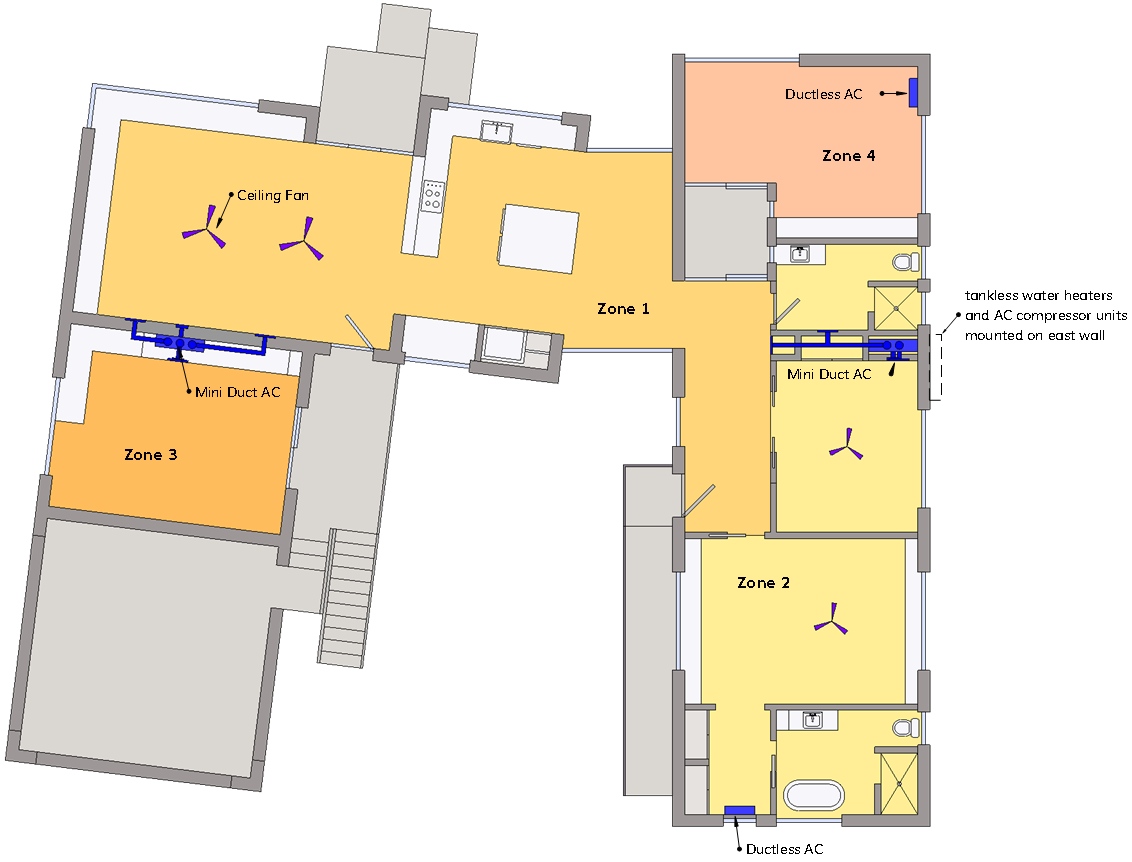 Ductless AC
Zone 4
Ceiling Fan
Zone 1
tankless water heaters
and AC compressor units
mounted on east wall
Mini Duct AC
Mini Duct AC
Zone 3
Zone 2
Ductless AC